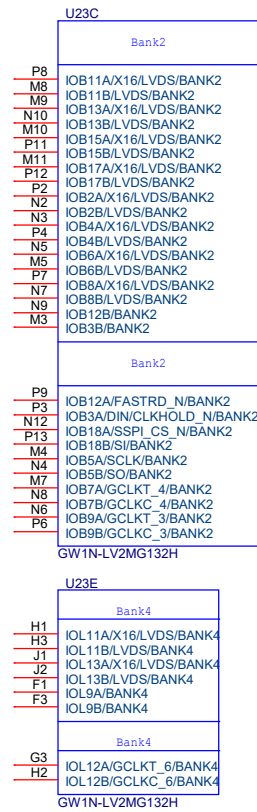 U23C
Bank2
P8 IOB11A/X16/LVDS/BANK2
M8 IOB11B/LVDS/BANK2
M9 IOB13A/X16/LVDS/BANK2
N10 IOB13B/LVDS/BANK2
M10 IOB15A/X16/LVDS/BANK2
P11 IOB15B/LVDS/BANK2
M11 IOB17A/X16/LVDS/BANK2
P12 IOB17B/LVDS/BANK2
P2 IOB2A/X16/LVDS/BANK2
N2 IOB2B/LVDS/BANK2
N3 IOB4A/X16/LVDS/BANK2
P4 IOB4B/LVDS/BANK2
N5 IOB6A/X16/LVDS/BANK2
M5 IOB6B/LVDS/BANK2
P7 IOB8A/X16/LVDS/BANK2
N7 IOB8B/LVDS/BANK2
N9 IOB12B/BANK2
M3 IOB3B/BANK2
Bank2
P9 IOB12A/FASTRD_N/BANK2
P3 IOB3A/DIN/CLKHOLD_N/BANK2
N12 IOB18A/SSPI_CS_N/BANK2
P13 IOB18B/SI/BANK2
M4 IOB5A/SCLK/BANK2
N4 IOB5B/SO/BANK2
M7 IOB7A/GCLKT_4/BANK2
N8 IOB7B/GCLKC_4/BANK2
N6 IOB9A/GCLKT_3/BANK2
P6 IOB9B/GCLKC_3/BANK2
GW1N-LV2MG132H
U23E
Bank4
H1 IOL11A/X16/LVDS/BANK4
H3 IOL11B/LVDS/BANK4
J1 IOL13A/X16/LVDS/BANK4
J2 IOL13B/LVDS/BANK4
F1 IOL9A/BANK4
F3 IOL9B/BANK4
Bank4
G3 IOL12A/GCLKT_6/BANK4
H2 IOL12B/GCLKC_6/BANK4
GW1N-LV2MG132H